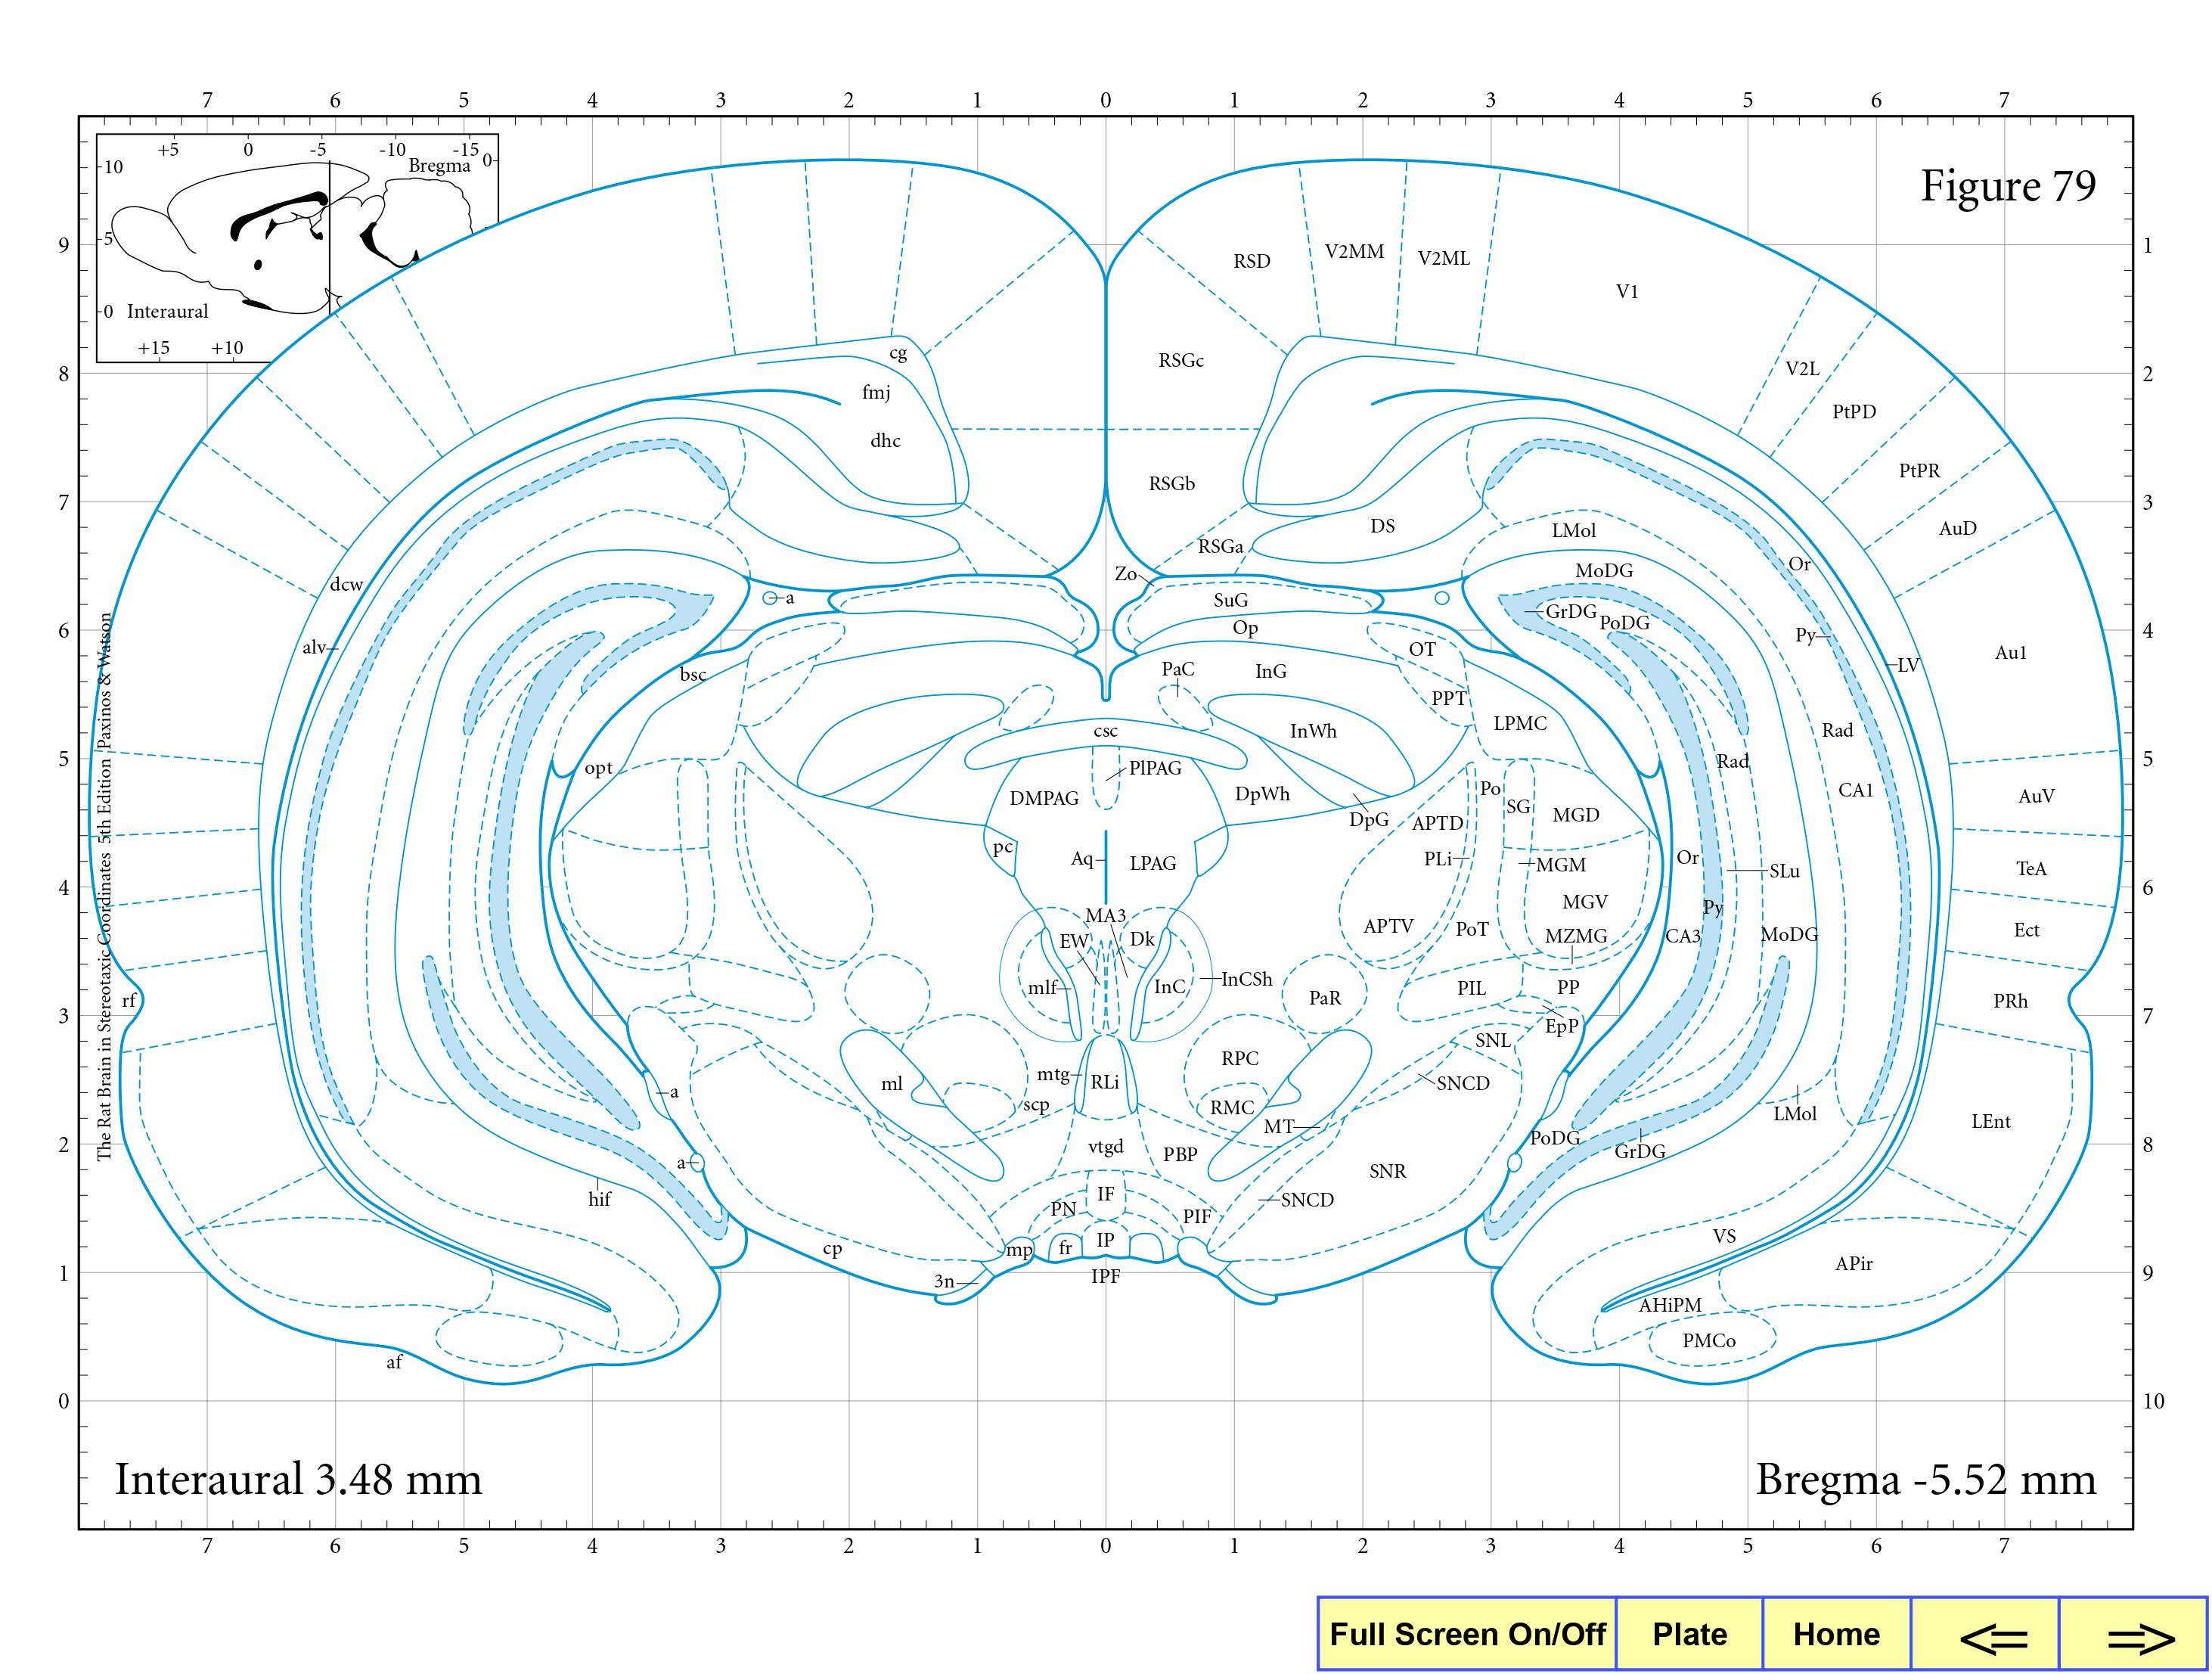 7 6 5 4 3 2 1 0 1 2 3 4 5 6 7
+5 0 -5 -10 -15
Bregma 0
10
5
0 Interaural
+15 +10
Figure 79
9 1
8 2
7 3
6 4
5 5
4 6
3 7
2 8
1 9
0 10
The Rat Brain in Stereotaxic Coordinates 5th Edition Paxinos & Watson
RSD V2MM V2ML
V1
cg RSGc
V2L
fmj
PtPD
dhc
PtPR
RSGb
DS LMol AuD
RSGa
Zo Or
dcw MoDG
a SuG GrDG
PoDG
Op Py
alv OT Au1
PaC InG LV
bsc
PPT
LPMC
csc InWh Rad
opt PlPAG Rad
DMPAG DpWh Po CA1 AuV
SG MGD
DpG APTD
pc Aq LPAG PLi MGM Or SLu TeA
MGV Py
MA3
APTV PoT MZMG CA3 MoDG Ect
EW Dk
mlf InC InCSh PIL PP
rf PaR PRh
EpP
SNL
RPC
ml mtg RLi SNCD
a
scp RMC LMol
MT LEnt
PoDG
vtgd PBP GrDG
a SNR
hif IF SNCD
PN PIF
VS
cp mp fr IP
APir
3n IPF
AHiPM
PMCo
af
Interaural 3.48 mm Bregma -5.52 mm
7 6 5 4 3 2 1 0 1 2 3 4 5 6 7
Full Screen On/Off Plate Home